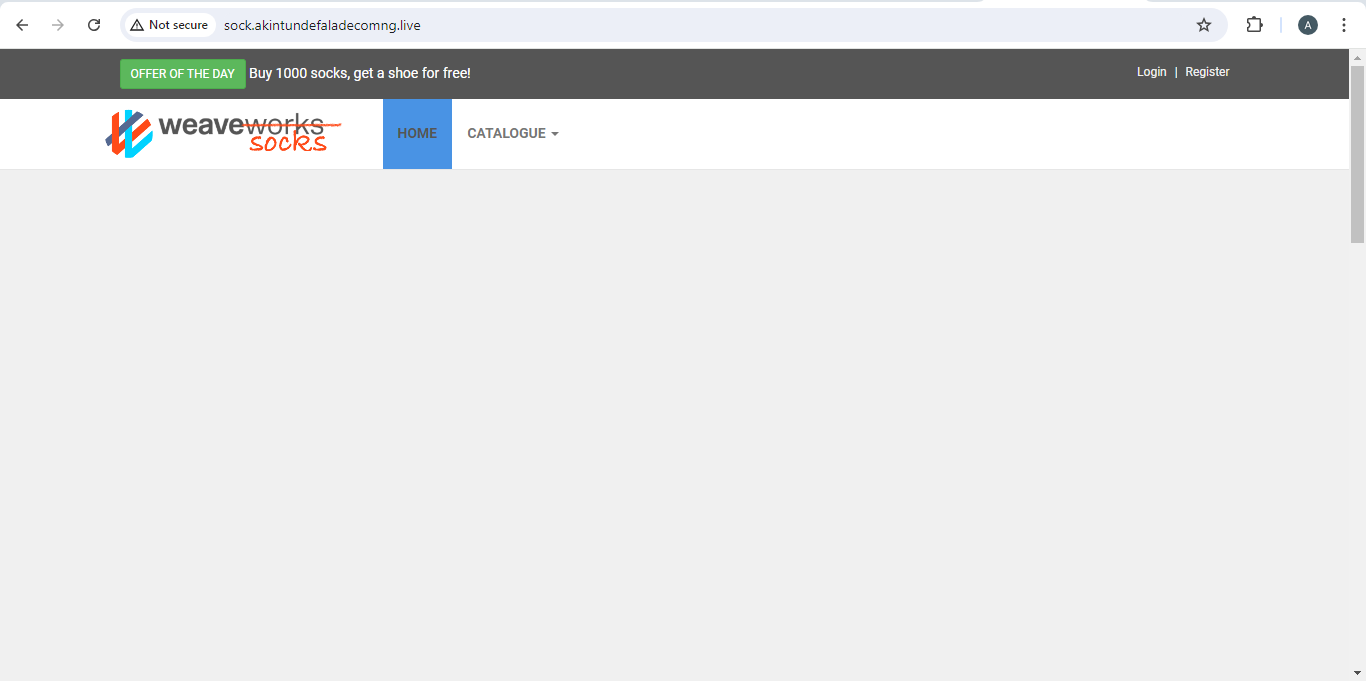 Not secure sock.akintundefaladecomng.live A
OFFER OF THE DAY Buy 1000 socks, get a shoe for free! Login | Register
weaveworks HOME CATALOGUE
socks